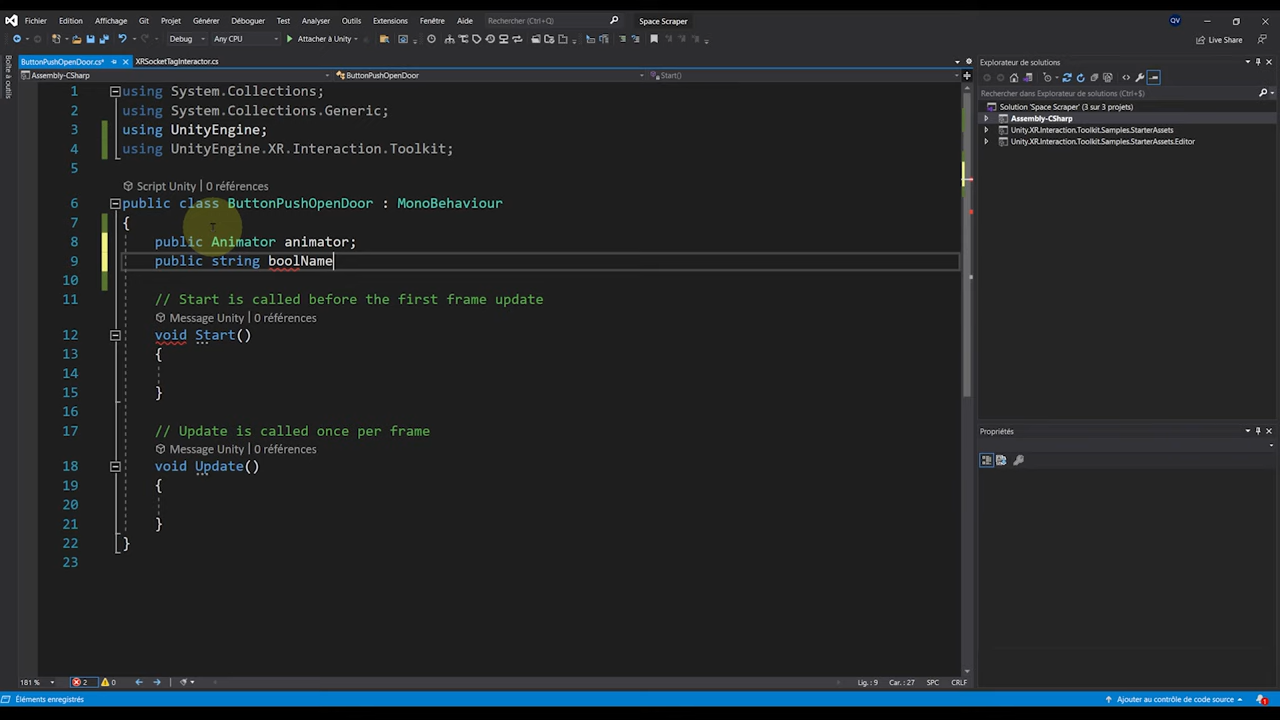 Fichier Edition Affichage Git Projet Générer Déboguer Test Analyser Outils Extensions Fenêtre Aide Rechercher (Ctrl+Q) Space Scraper QV
Debug Any CPU Attacher à Unity Live Share
ButtonPushOpenDoor.cs* XRSocketTagInteractor.cs
Assembly-CSharp ButtonPushOpenDoor Start()
Boîte à outils
1 using System.Collections;
2 using System.Collections.Generic;
3 using UnityEngine;
4 using UnityEngine.XR.Interaction.Toolkit;
5
Script Unity | 0 références
6 public class ButtonPushOpenDoor : MonoBehaviour
7 {
8 public Animator animator;
9 public string boolName
10
11 // Start is called before the first frame update
Message Unity | 0 références
12 void Start()
13 {
14
15 }
16
17 // Update is called once per frame
Message Unity | 0 références
18 void Update()
19 {
20
21 }
22 }
23
181 % 2 0 Lig. : 9 Car. : 27 SPC CRLF
Explorateur de solutions
Rechercher dans Explorateur de solutions (Ctrl+$)
Solution 'Space Scraper' (3 sur 3 projets)
Assembly-CSharp
Unity.XR.Interaction.Toolkit.Samples.StarterAssets
Unity.XR.Interaction.Toolkit.Samples.StarterAssets.Editor
Propriétés
Éléments enregistrés Ajouter au contrôle de code source 1